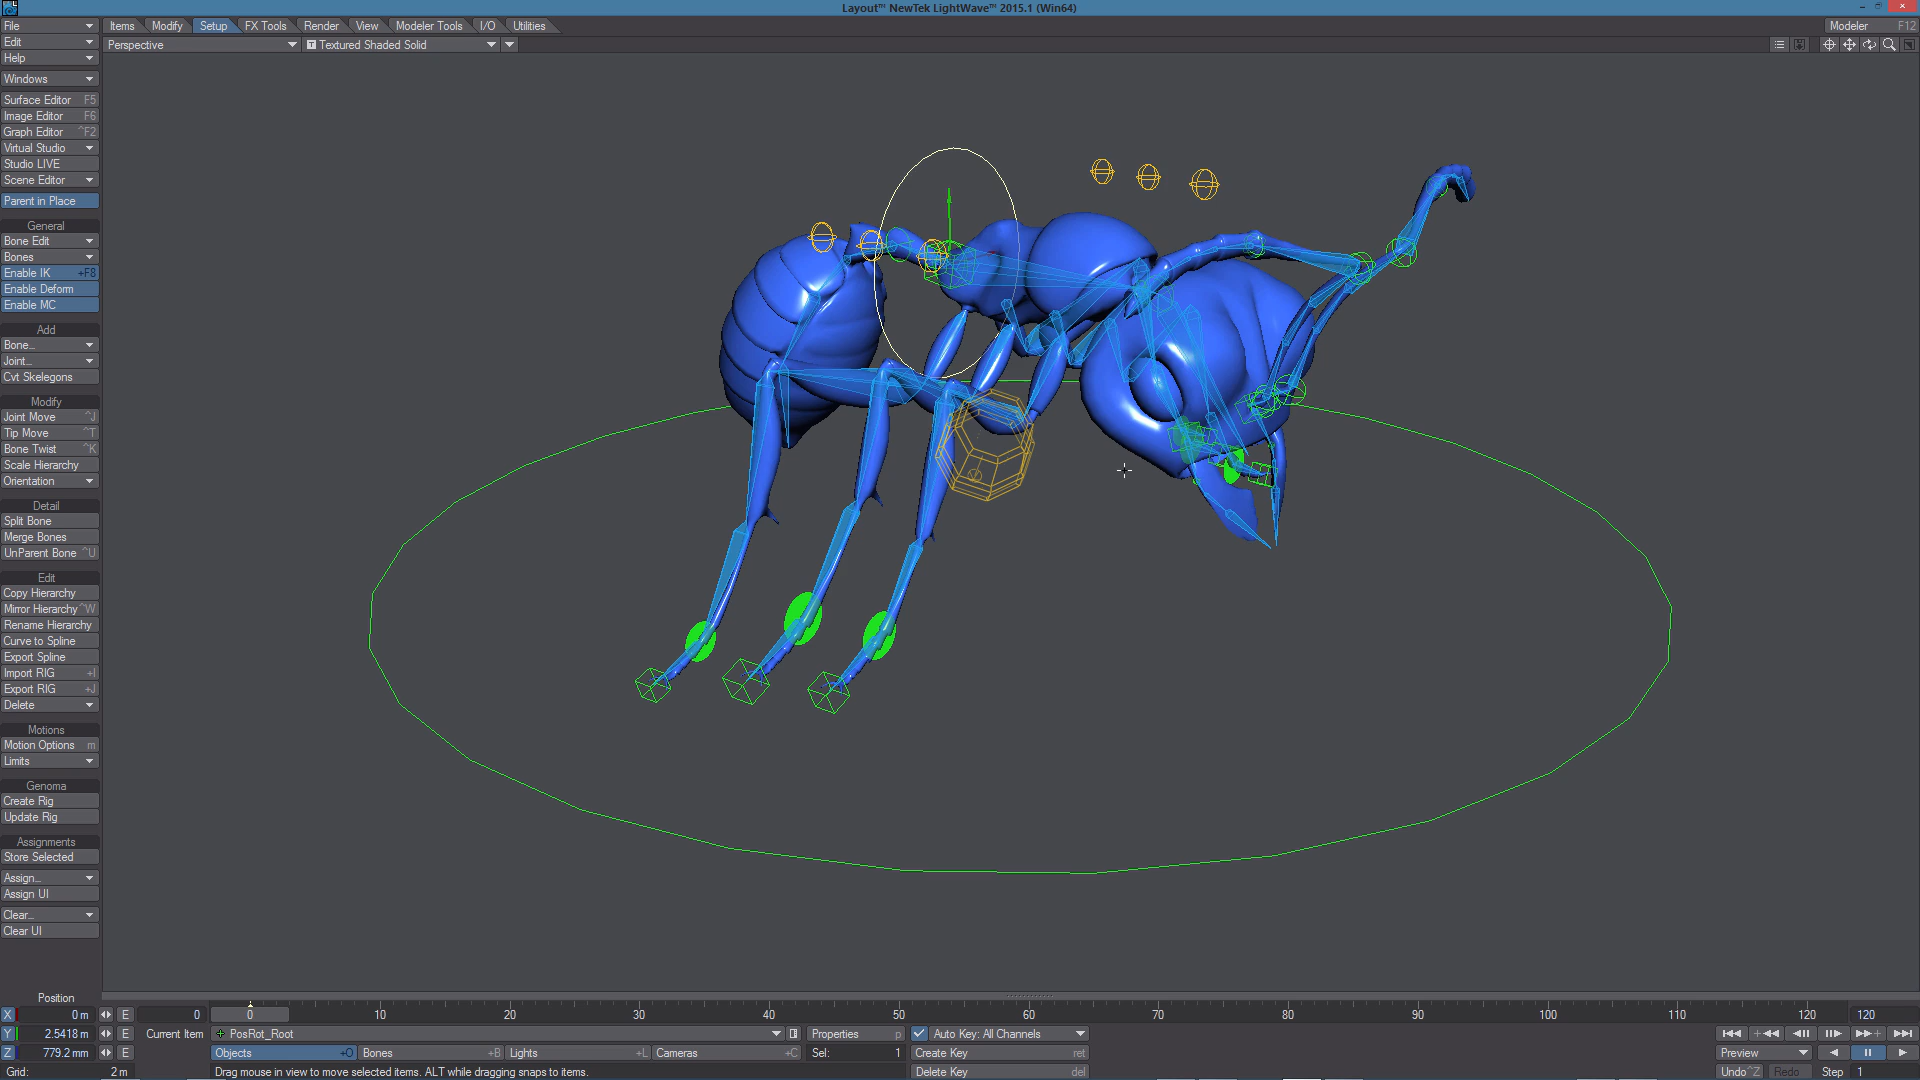 Layout™ NewTek LightWave™ 2015.1 (Win64)
File
Items Modify Setup FX Tools Render View Modeler Tools I/O Utilities
Modeler F12
Edit
Perspective
T Textured Shaded Solid
Help
Windows
Surface Editor F5
Image Editor F6
Graph Editor ^F2
Virtual Studio
Studio LIVE
Scene Editor
Parent in Place
General
Bone Edit
Bones
Enable IK +F8
Enable Deform
Enable MC
Add
Bone...
Joint...
Cvt Skelegons
Modify
Joint Move ^J
Tip Move ^T
Bone Twist ^K
Scale Hierarchy
Orientation
Detail
Split Bone
Merge Bones
UnParent Bone ^U
Edit
Copy Hierarchy
Mirror Hierarchy ^W
Rename Hierarchy
Curve to Spline
Export Spline
Import RIG +I
Export RIG +J
Delete
Motions
Motion Options m
Limits
Genoma
Create Rig
Update Rig
Assignments
Store Selected
Assign...
Assign UI
Clear...
Clear UI
Position
X 0 m E 0 0 10 20 30 40 50 60 70 80 90 100 110 120 120
Y 2.5418 m E Current Item + PosRot_Root Properties p Auto Key: All Channels
Z 779.2 mm E Objects +O Bones +B Lights +L Cameras +C Sel: 1 Create Key ret Preview
Grid: 2 m Drag mouse in view to move selected items. ALT while dragging snaps to items. Delete Key del Undo ^Z Redo Step 1